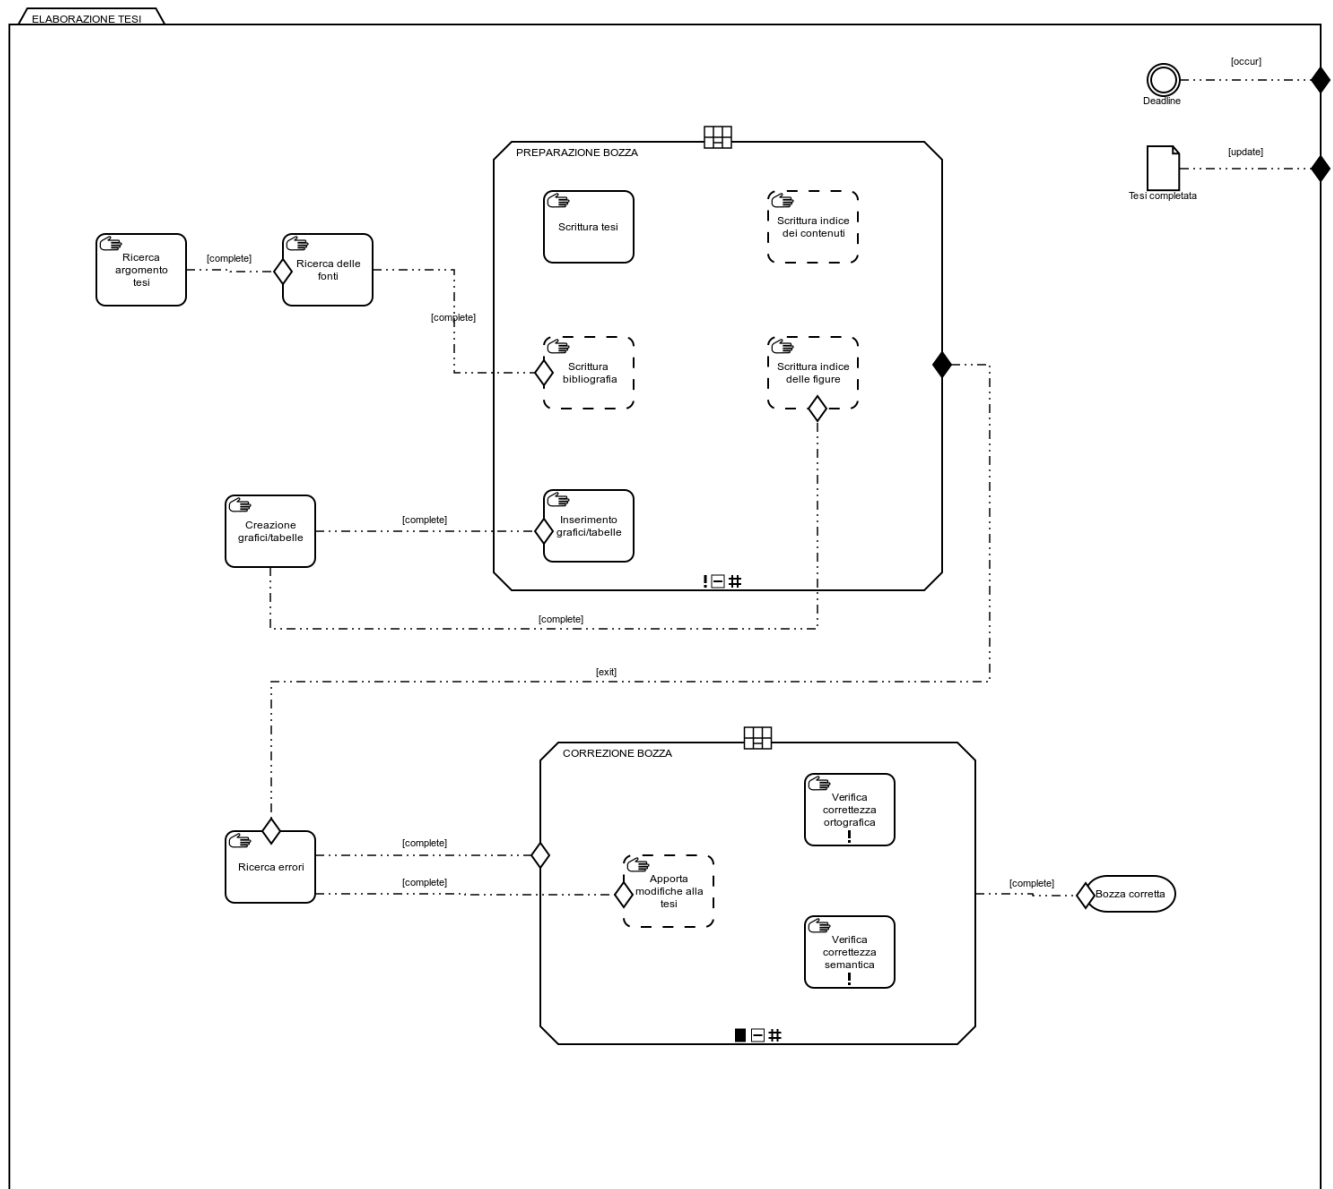 ELABORAZIONE TESI
[occur]
Deadline
[update]
Tesi completata
PREPARAZIONE BOZZA
Scrittura tesi
Scrittura indice
dei contenuti
Ricerca
argomento
tesi
[complete]
Ricerca delle
fonti
[complete]
Scrittura
bibliografia
Scrittura indice
delle figure
Creazione
grafici/tabelle
[complete]
Inserimento
grafici/tabelle
!
#
[complete]
[exit]
CORREZIONE BOZZA
Verifica
correttezza
ortografica
!
Ricerca errori
[complete]
[complete]
Apporta
modifiche alla
tesi
[complete]
Bozza corretta
Verifica
correttezza
semantica
!
#